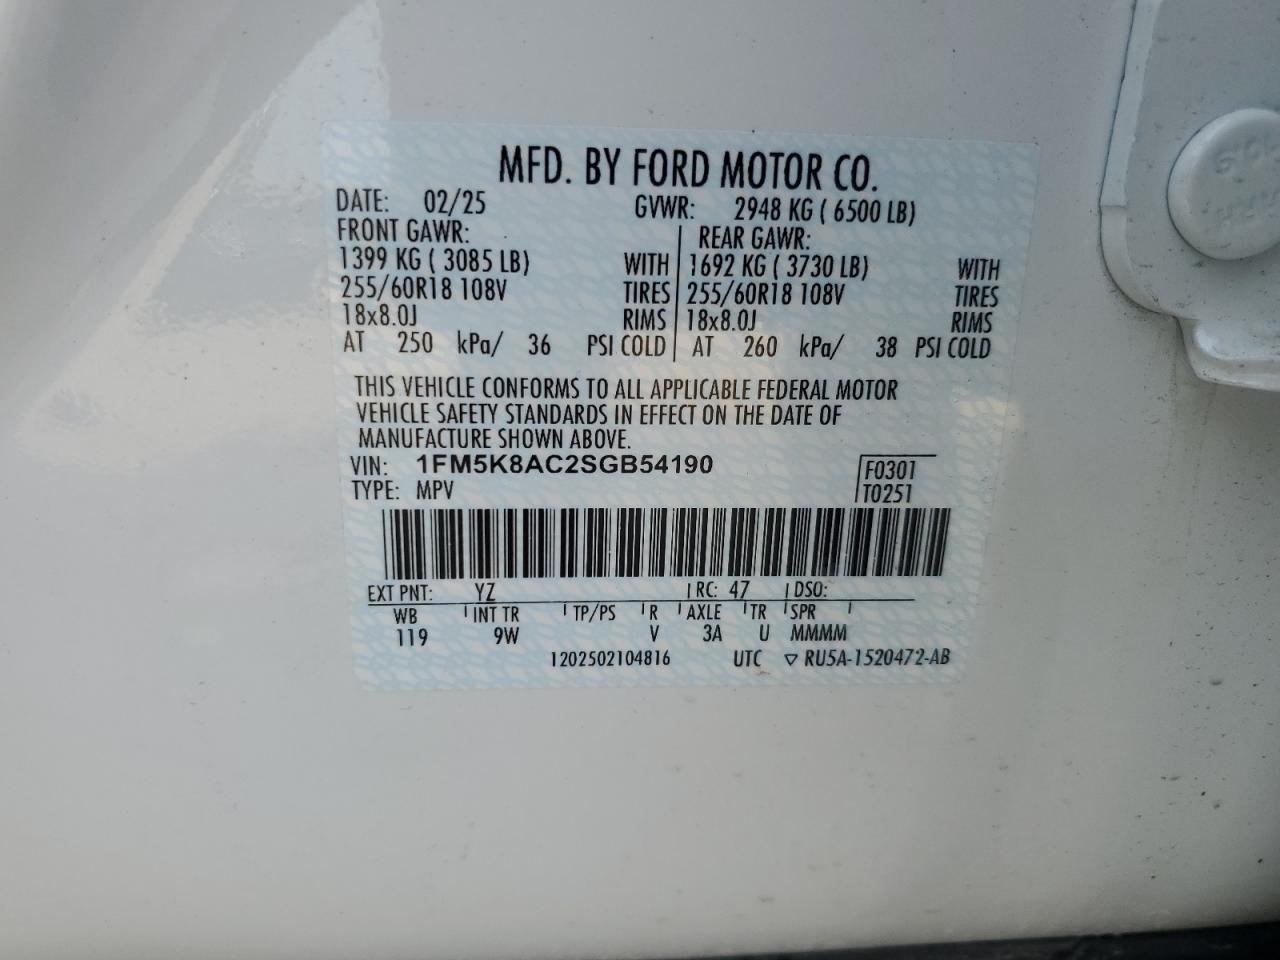 MFD. BY FORD MOTOR CO.
DATE: 02/25 GVWR: 2948 KG ( 6500 LB)
FRONT GAWR: REAR GAWR:
1399 KG ( 3085 LB) WITH 1692 KG ( 3730 LB) WITH
255/60R18 108V TIRES 255/60R18 108V TIRES
18x8.0J RIMS 18x8.0J RIMS
AT 250 kPa/ 36 PSI COLD AT 260 kPa/ 38 PSI COLD
THIS VEHICLE CONFORMS TO ALL APPLICABLE FEDERAL MOTOR
VEHICLE SAFETY STANDARDS IN EFFECT ON THE DATE OF
MANUFACTURE SHOWN ABOVE.
VIN: 1FM5K8AC2SGB54190 F0301
TYPE: MPV T0251
EXT PNT: YZ RC: 47 DSO:
WB INT TR TP/PS R AXLE TR SPR
119 9W V 3A U MMMM
1202502104816 UTC ▽ RU5A-1520472-AB